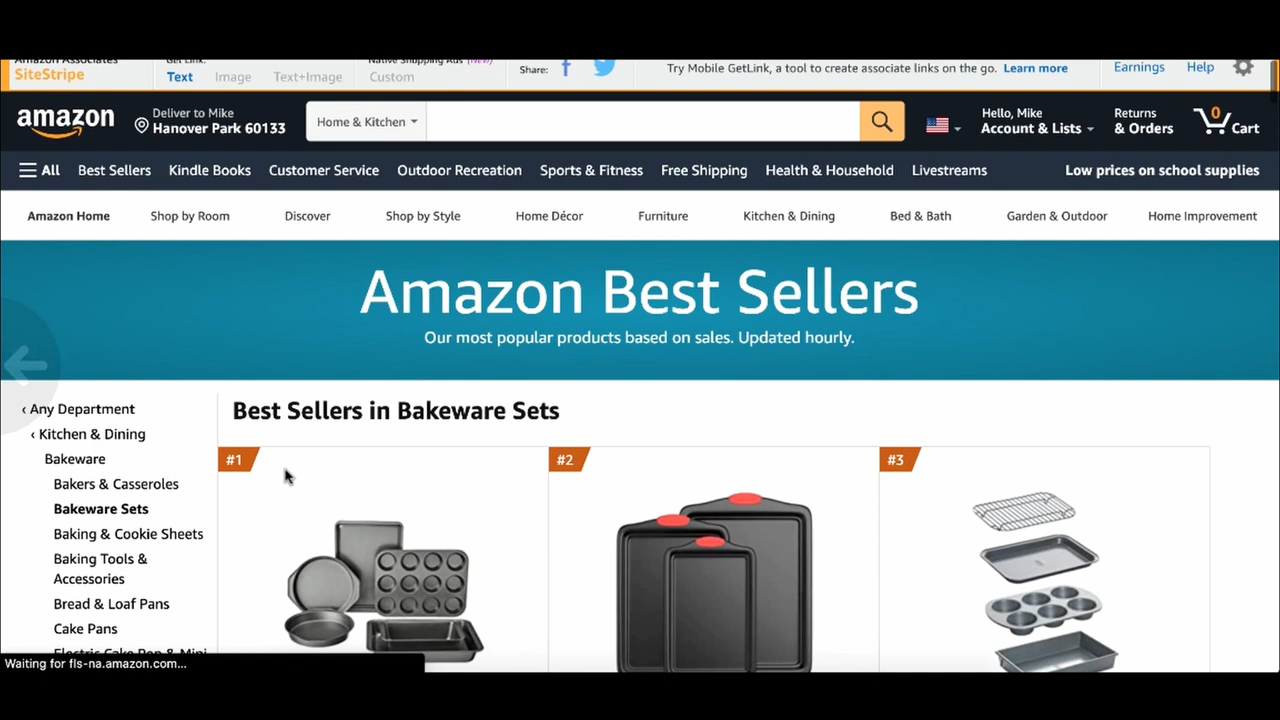 Amazon Associates
SiteStripe
Get Link:
Text Image Text+Image
Native Shopping Ads (New)
Custom
Share:
Try Mobile GetLink, a tool to create associate links on the go. Learn more
Earnings Help
amazon
Deliver to Mike
Hanover Park 60133
Home & Kitchen
Hello, Mike
Account & Lists
Returns
& Orders
0
Cart
All Best Sellers Kindle Books Customer Service Outdoor Recreation Sports & Fitness Free Shipping Health & Household Livestreams Low prices on school supplies
Amazon Home Shop by Room Discover Shop by Style Home Décor Furniture Kitchen & Dining Bed & Bath Garden & Outdoor Home Improvement
Amazon Best Sellers
Our most popular products based on sales. Updated hourly.
‹ Any Department
‹ Kitchen & Dining
Bakeware
Bakers & Casseroles
Bakeware Sets
Baking & Cookie Sheets
Baking Tools &
Accessories
Bread & Loaf Pans
Cake Pans
Electric Cake Pop & Mini
Best Sellers in Bakeware Sets
#1 #2 #3
Waiting for fls-na.amazon.com...